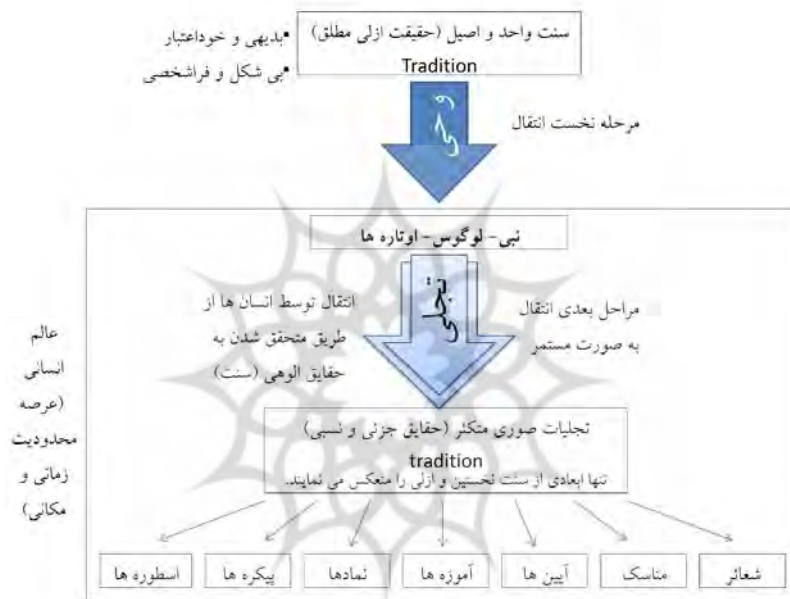 سنت واحد و اصیل (حقیقت ازلی مطلق)
Tradition
▪بدیهی و خوداعتبار
▪بی شکل و فراشخصی
وحی
مرحله نخست انتقال
نبی- لوگوس- اوتاره ها
تجلی
مراحل بعدی انتقال
به صورت مستمر
انتقال توسط انسان ها از
طریق متحقق شدن به
حقایق الوهی (سنت)
عالم
انسانی
(عرصه
محدودیت
زمانی و
مکانی)
تجلیات صوری متکثر (حقایق جزئی و نسبی)
tradition
تنها ابعادی از سنت نخستین و ازلی را منعکس می نمایند.
شعائر
مناسک
آیین ها
آموزه ها
نمادها
پیکره ها
اسطوره ها